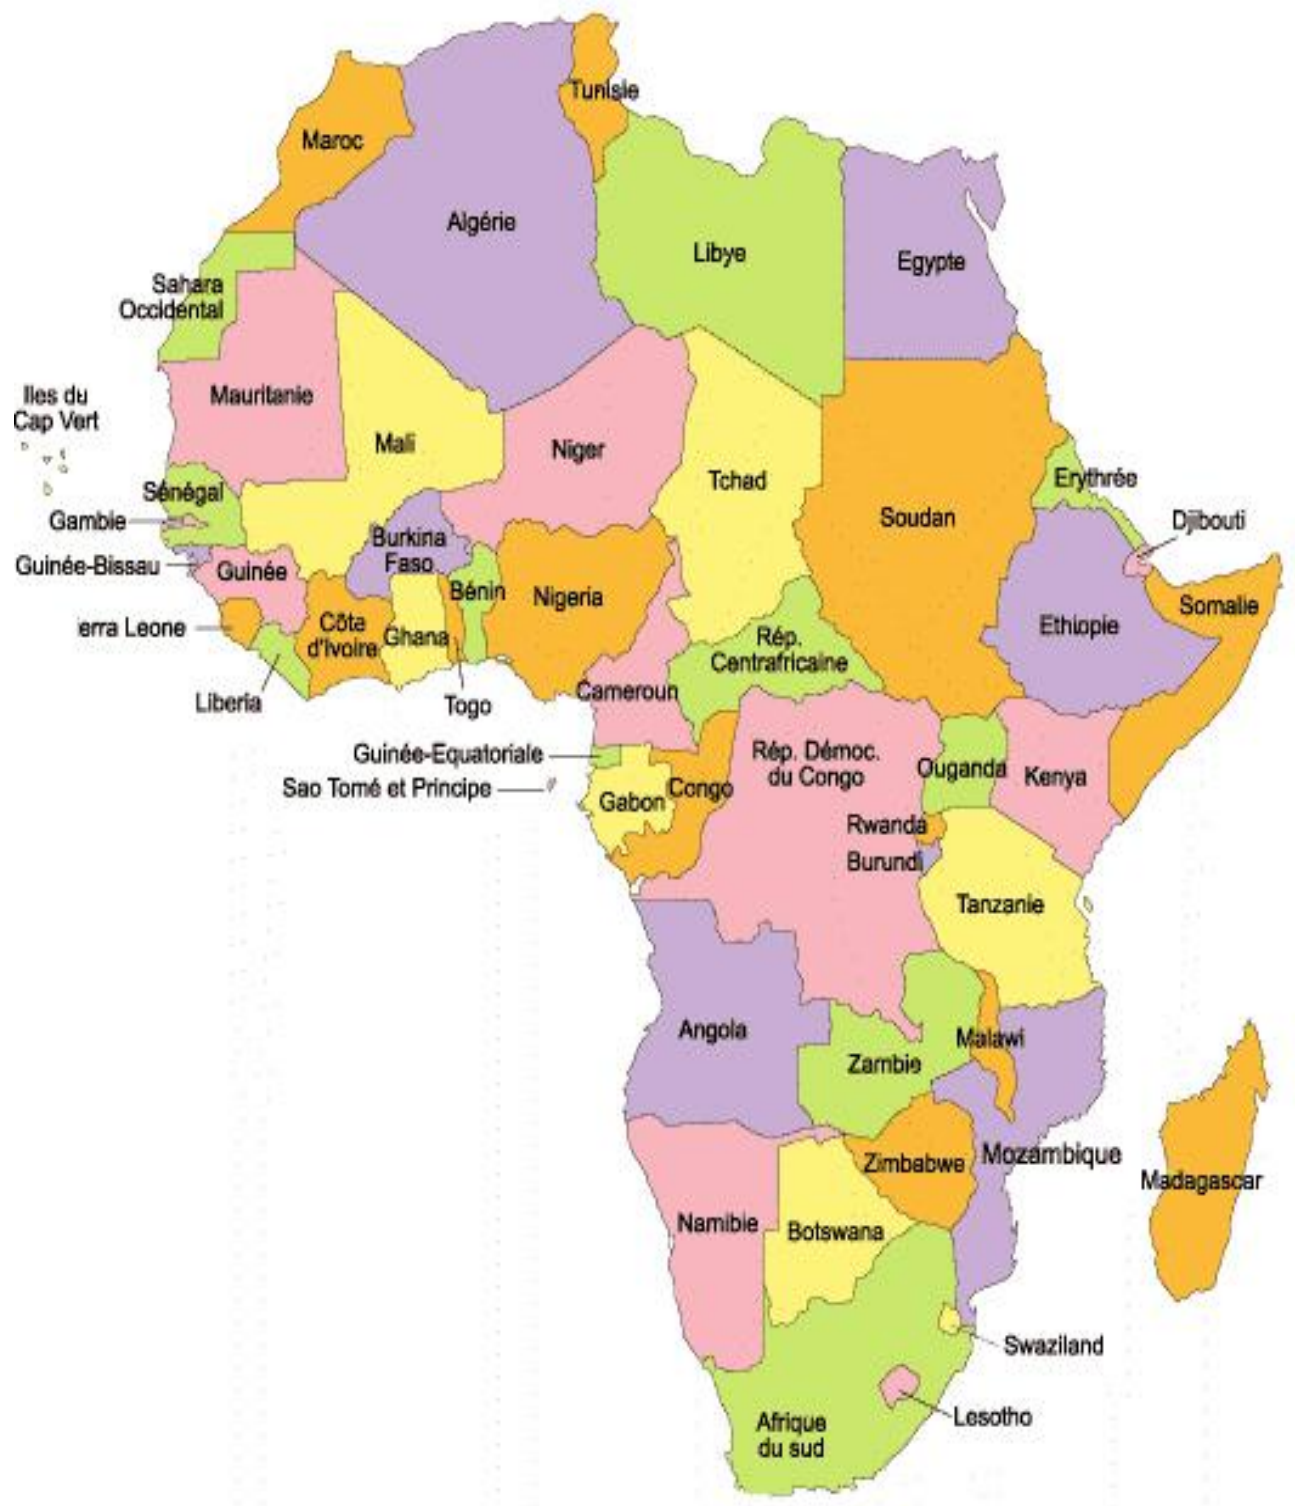 Tunisie
Maroc
Algérie
Libye
Egypte
Sahara
Occidental
Iles du
Cap Vert
Mauritanie
Mali
Niger
Tchad
Soudan
Erythrée
Djibouti
Sénégal
Gambie
Guinée-Bissau
Guinée
Burkina
Faso
Bénin
Nigeria
Ethiopie
Somalie
ierra Leone
Côte
d'Ivoire
Ghana
Rép.
Centrafricaine
Liberia
Togo
Cameroun
Guinée-Equatoriale
Sao Tomé et Principe
Gabon
Congo
Rép. Démoc.
du Congo
Ouganda
Kenya
Rwanda
Burundi
Tanzanie
Angola
Zambie
Malawi
Mozambique
Zimbabwe
Madagascar
Namibie
Botswana
Swaziland
Lesotho
Afrique
du sud